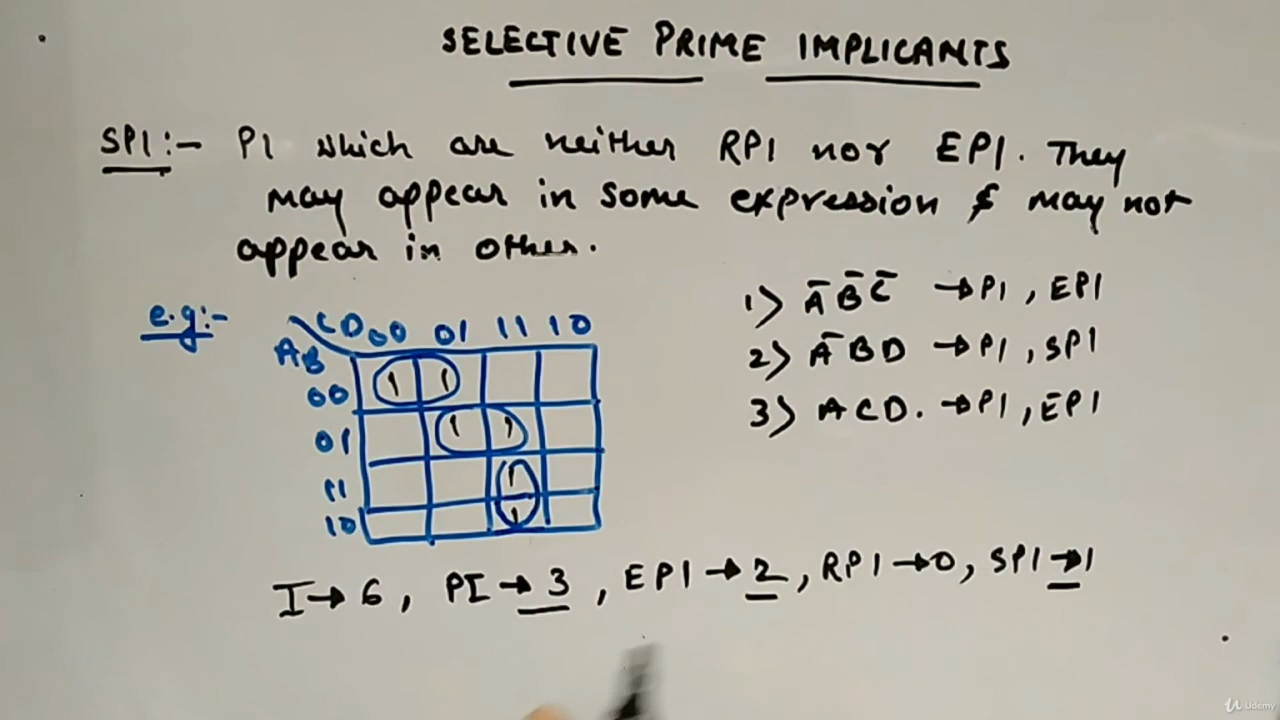 SELECTIVE PRIME IMPLICANTS
SPI:- PI which are neither RPI nor EPI. They
may appear in some expression & may not
appear in other.
e.g:-
CD 00 01 11 10
AB
00 1 1
01 1 1
11 1
10 1
1) A̅ B̅ C̅ → PI, EPI
2) A̅ B D → PI, SPI
3) A C D. → PI, EPI
I → 6, PI → 3, EPI → 2, RPI → 0, SPI → 1
Udemy